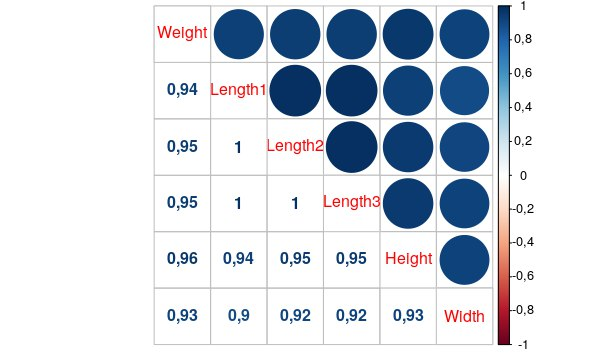 Weight
0,94 Length1
0,95 1 Length2
0,95 1 1 Length3
0,96 0,94 0,95 0,95 Height
0,93 0,9 0,92 0,92 0,93 Width
1
0,8
0,6
0,4
0,2
0
-0,2
-0,4
-0,6
-0,8
-1